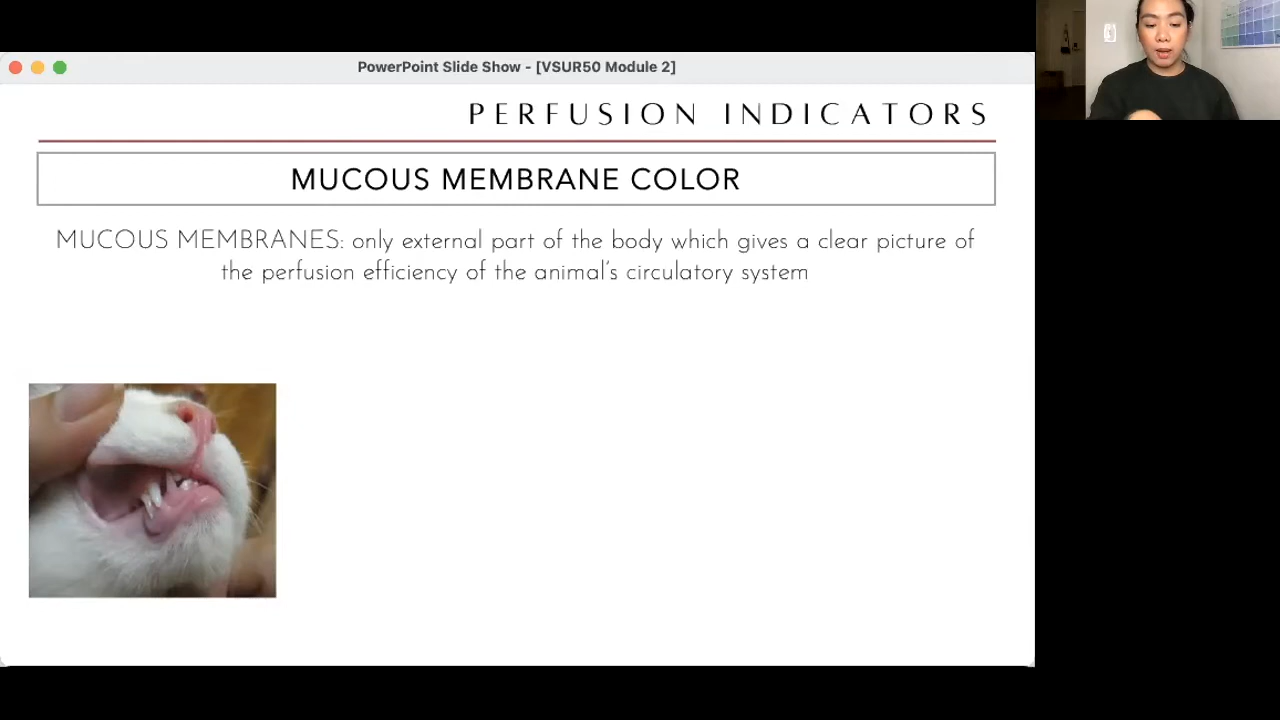 PowerPoint Slide Show - [VSUR50 Module 2]
PERFUSION INDICATORS
MUCOUS MEMBRANE COLOR
MUCOUS MEMBRANES: only external part of the body which gives a clear picture of
the perfusion efficiency of the animal's circulatory system